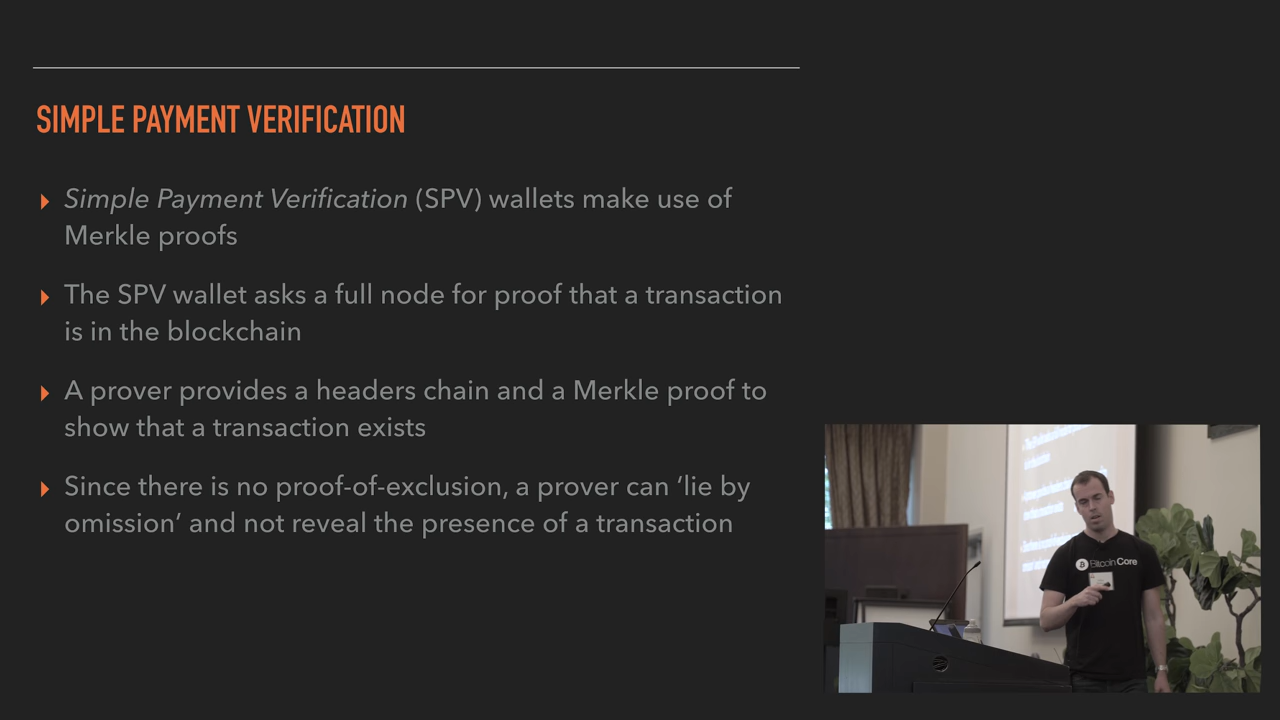 SIMPLE PAYMENT VERIFICATION
Simple Payment Verification (SPV) wallets make use of
Merkle proofs
The SPV wallet asks a full node for proof that a transaction
is in the blockchain
A prover provides a headers chain and a Merkle proof to
show that a transaction exists
Since there is no proof-of-exclusion, a prover can ‘lie by
omission’ and not reveal the presence of a transaction
Bitcoin Core